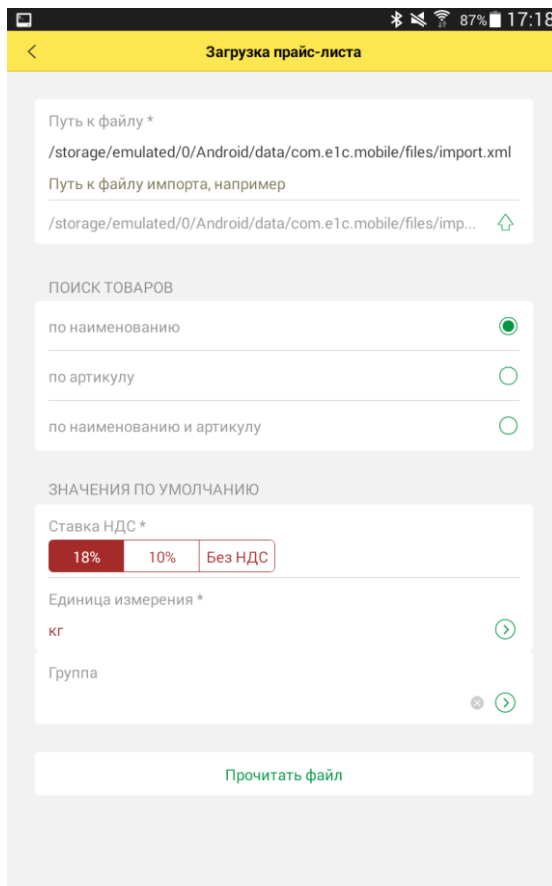 87% 17:18
Загрузка прайс-листа
Путь к файлу *
/storage/emulated/0/Android/data/com.e1c.mobile/files/import.xml
Путь к файлу импорта, например
/storage/emulated/0/Android/data/com.e1c.mobile/files/imp...
ПОИСК ТОВАРОВ
по наименованию
по артикулу
по наименованию и артикулу
ЗНАЧЕНИЯ ПО УМОЛЧАНИЮ
Ставка НДС *
18% 10% Без НДС
Единица измерения *
кг
Группа
Прочитать файл